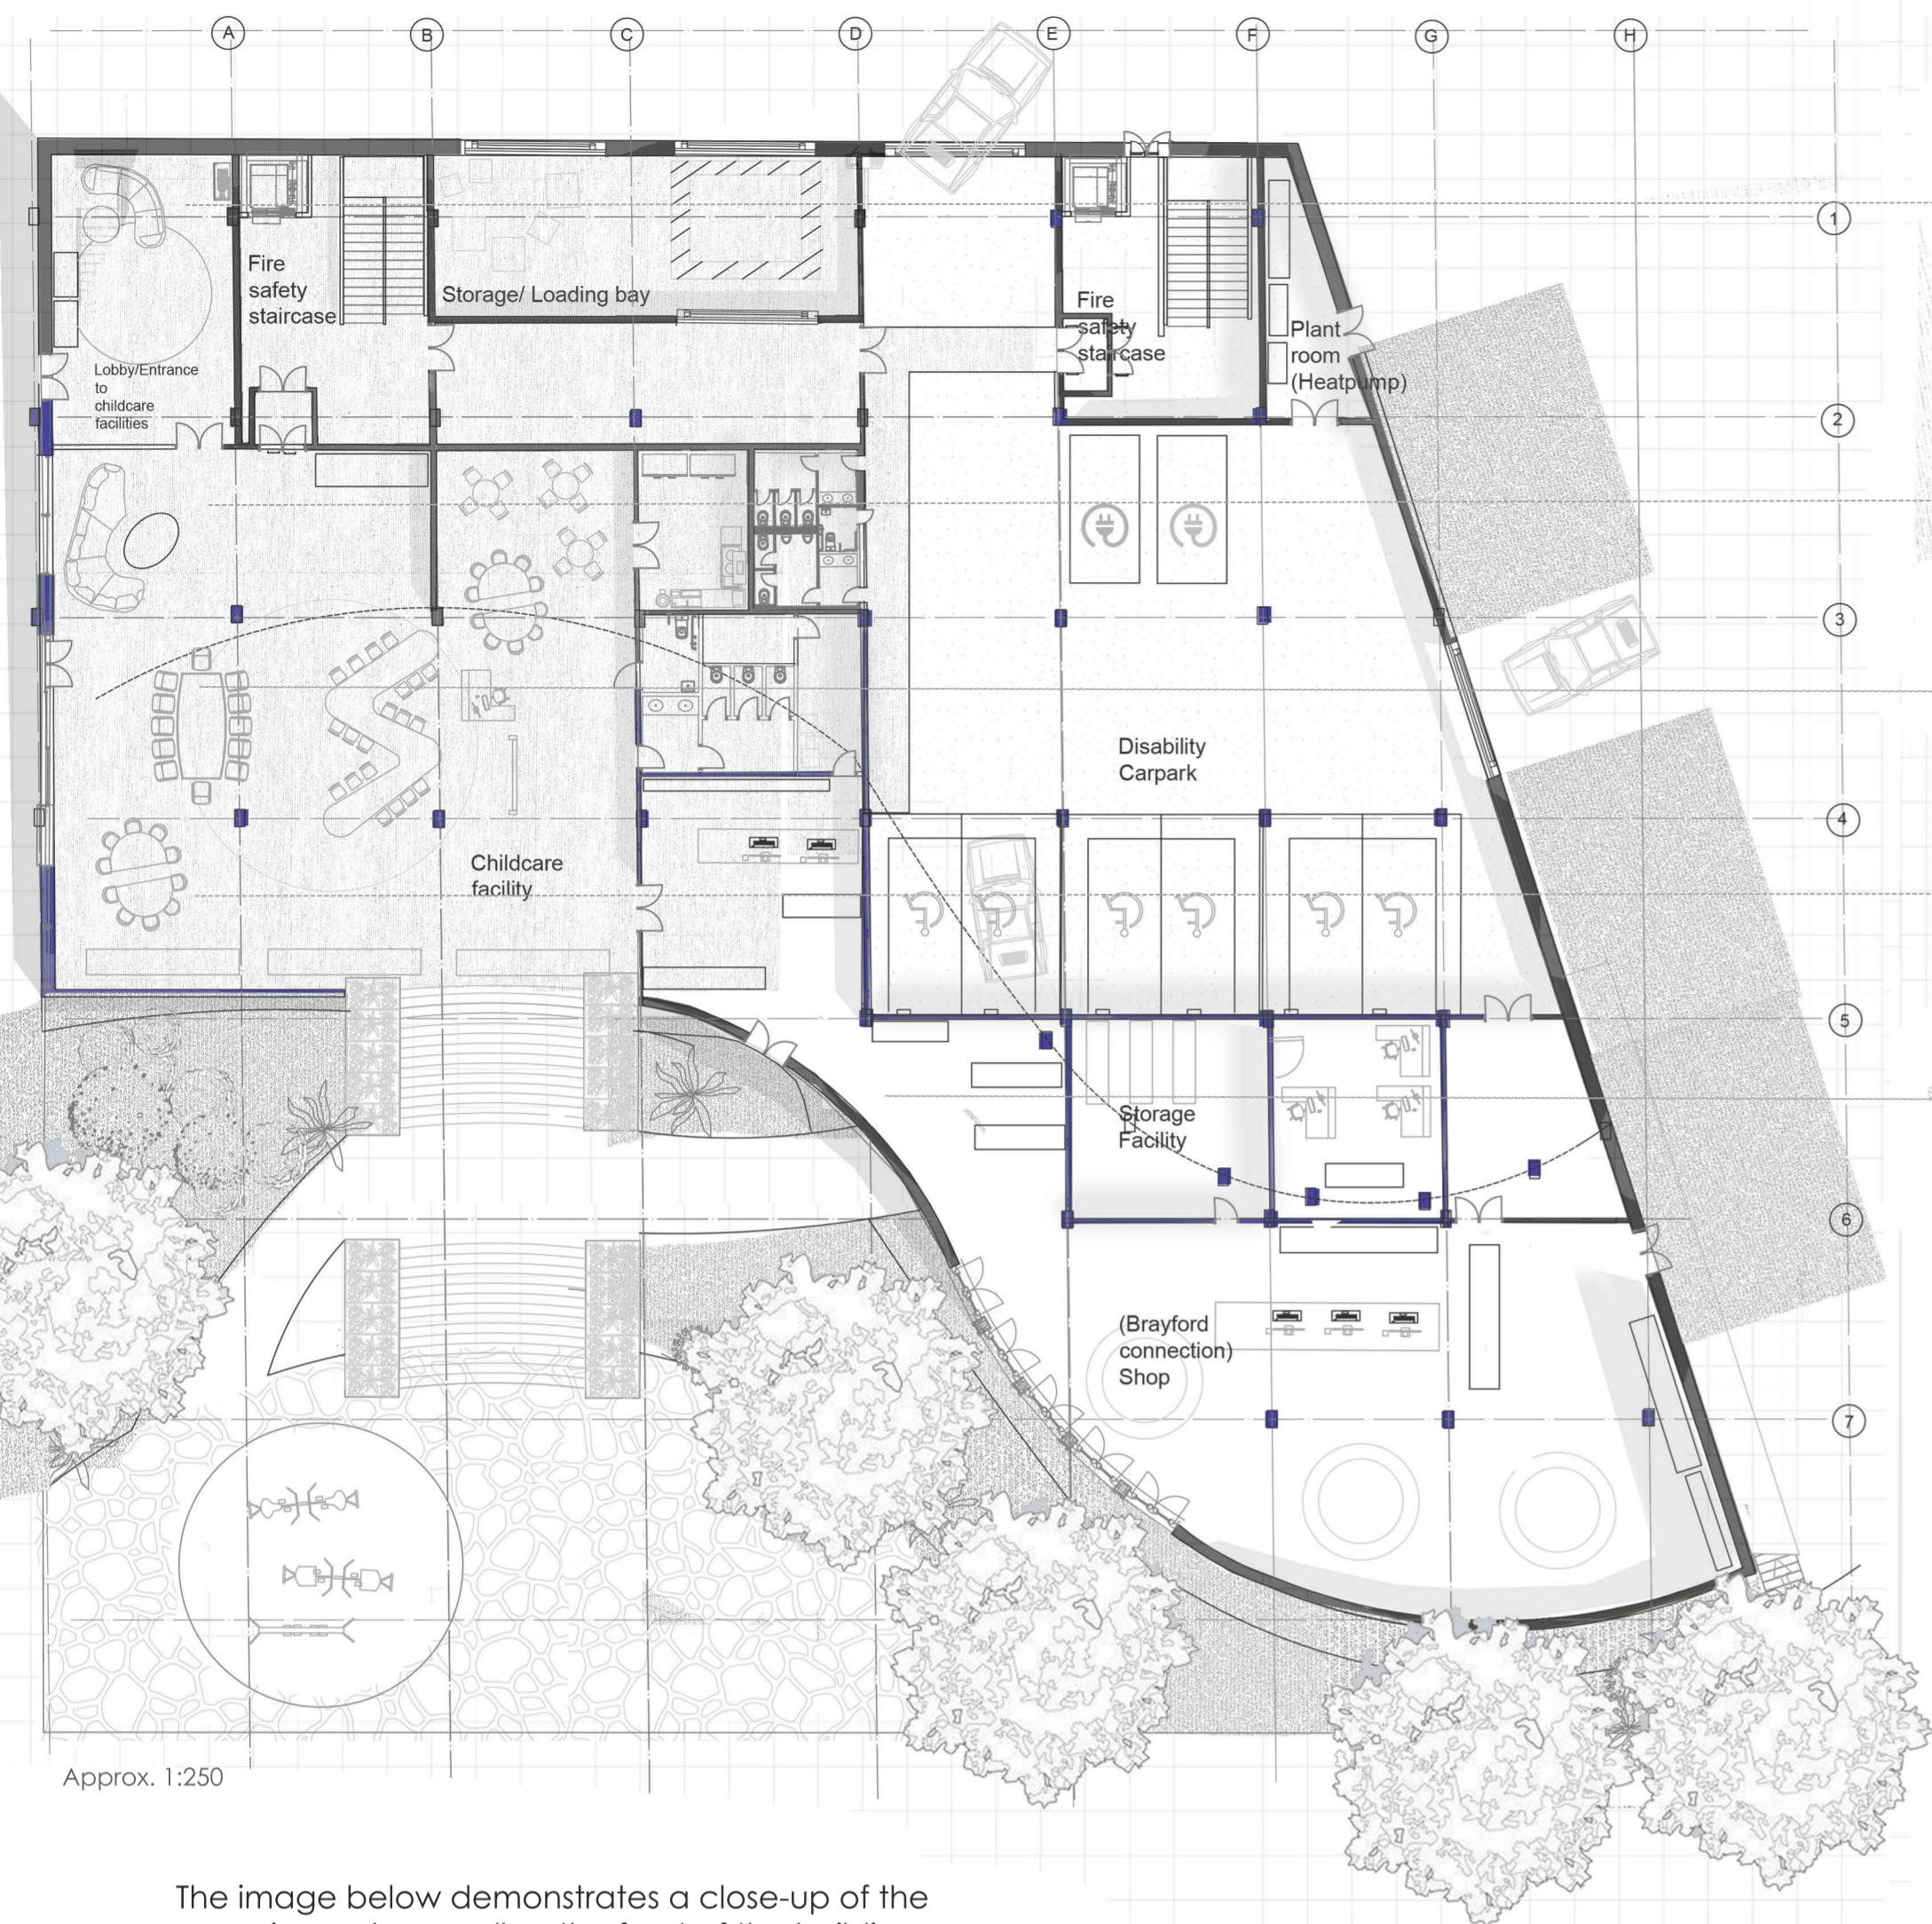 A
B
C
D
E
F
G
H
1
Fire
safety
staircase
Storage/ Loading bay
Fire
safety
staircase
Plant
room
(Heatpump)
Lobby/Entrance
to
childcare
facilities
2
3
Disability
Carpark
4
Childcare
facility
5
Storage
Facility
6
(Brayford
connection)
Shop
7
Approx. 1:250
The image below demonstrates a close-up of the